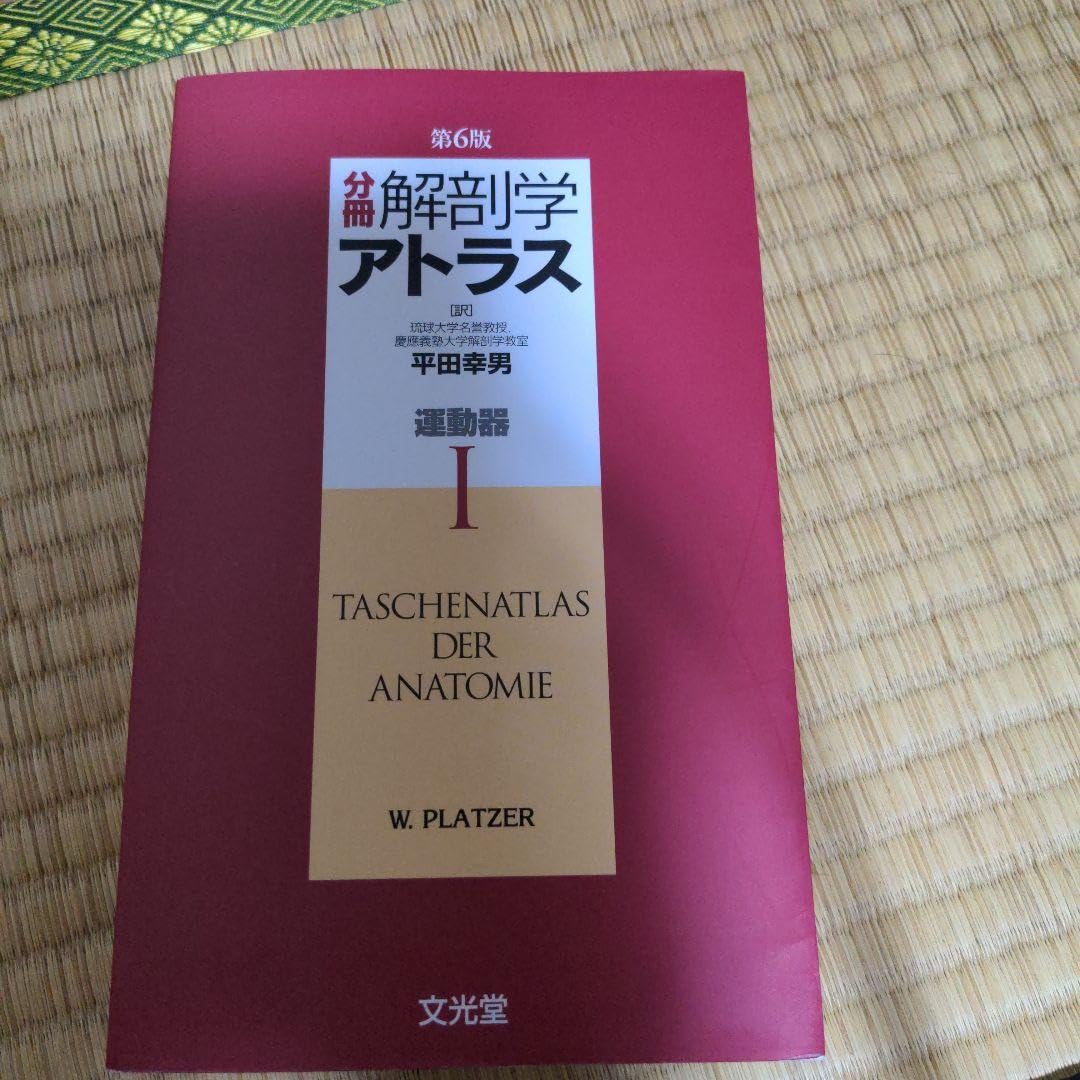 第6版
分冊 解剖学
アトラス
[訳]
琉球大学名誉教授,
慶應義塾大学解剖学教室
平田幸男
運動器
I
TASCHENATLAS
DER
ANATOMIE
W. PLATZER
文光堂